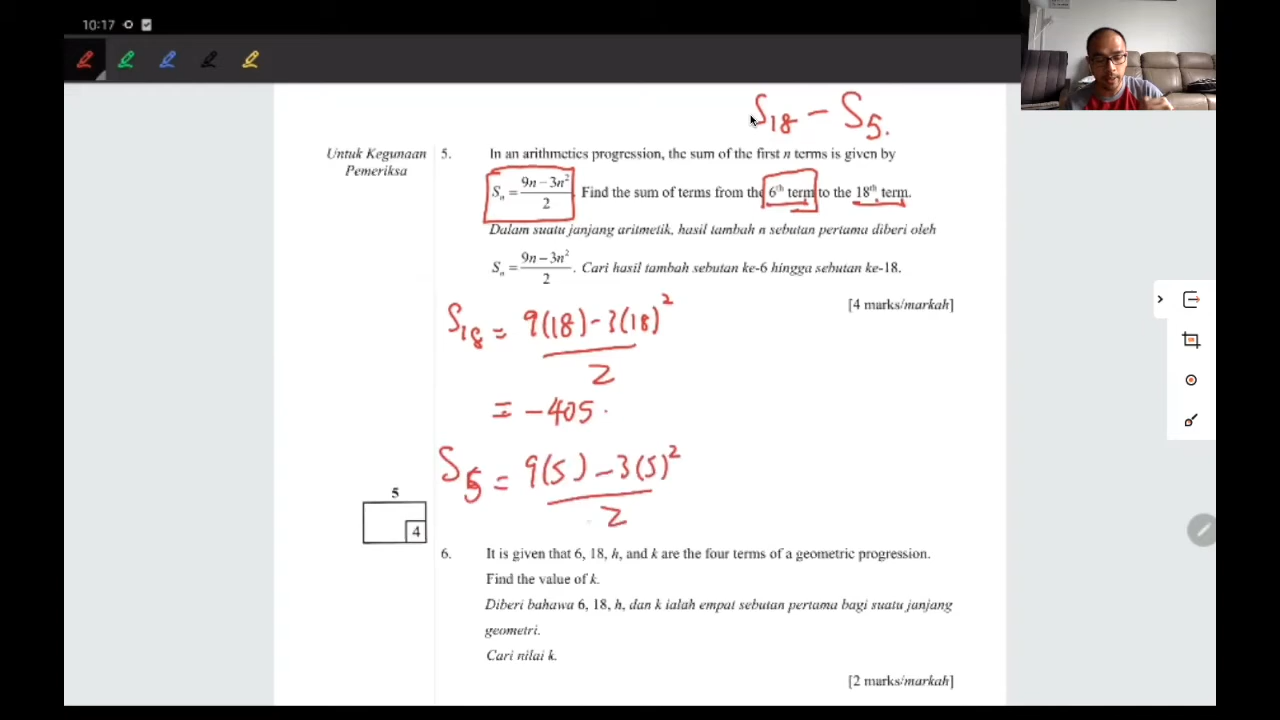 10:17
S₁₈ − S₅.
Untuk Kegunaan
Pemeriksa
5. In an arithmetics progression, the sum of the first n terms is given by
Sₙ = (9n − 3n²)/2. Find the sum of terms from the 6ᵗʰ term to the 18ᵗʰ term.
Dalam suatu janjang aritmetik, hasil tambah n sebutan pertama diberi oleh
Sₙ = (9n − 3n²)/2. Cari hasil tambah sebutan ke-6 hingga sebutan ke-18.
[4 marks/markah]
S₁₈ = (9(18) − 3(18)²)/2
= −405.
S₅ = (9(5) − 3(5)²)/2
5
4
6. It is given that 6, 18, h, and k are the four terms of a geometric progression.
Find the value of k.
Diberi bahawa 6, 18, h, dan k ialah empat sebutan pertama bagi suatu janjang
geometri.
Cari nilai k.
[2 marks/markah]